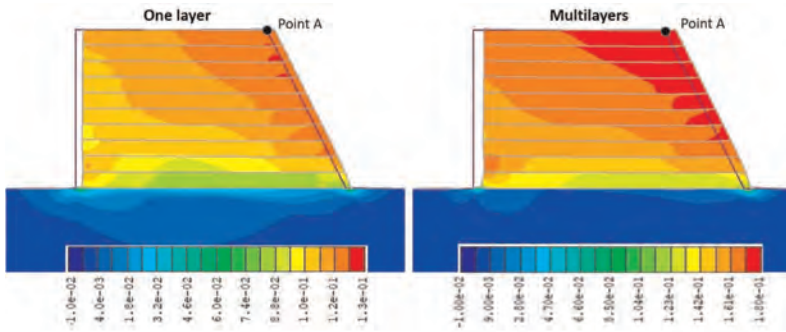 One layer
Point A
Multilayers
Point A
-1.0e-02
4.0e-03
1.8e-02
3.2e-02
4.6e-02
6.0e-02
7.4e-02
8.8e-02
1.0e-01
1.2e-01
1.3e-01
-1.00e-02
9.00e-03
2.80e-02
4.70e-02
6.60e-02
8.50e-02
1.04e-01
1.23e-01
1.42e-01
1.61e-01
1.80e-01